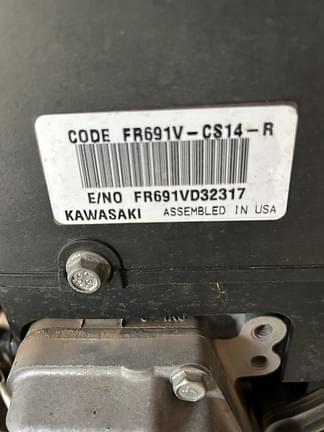 CODE FR691V-CS14-R
E/NO FR691VD32317
KAWASAKI ASSEMBLED IN USA